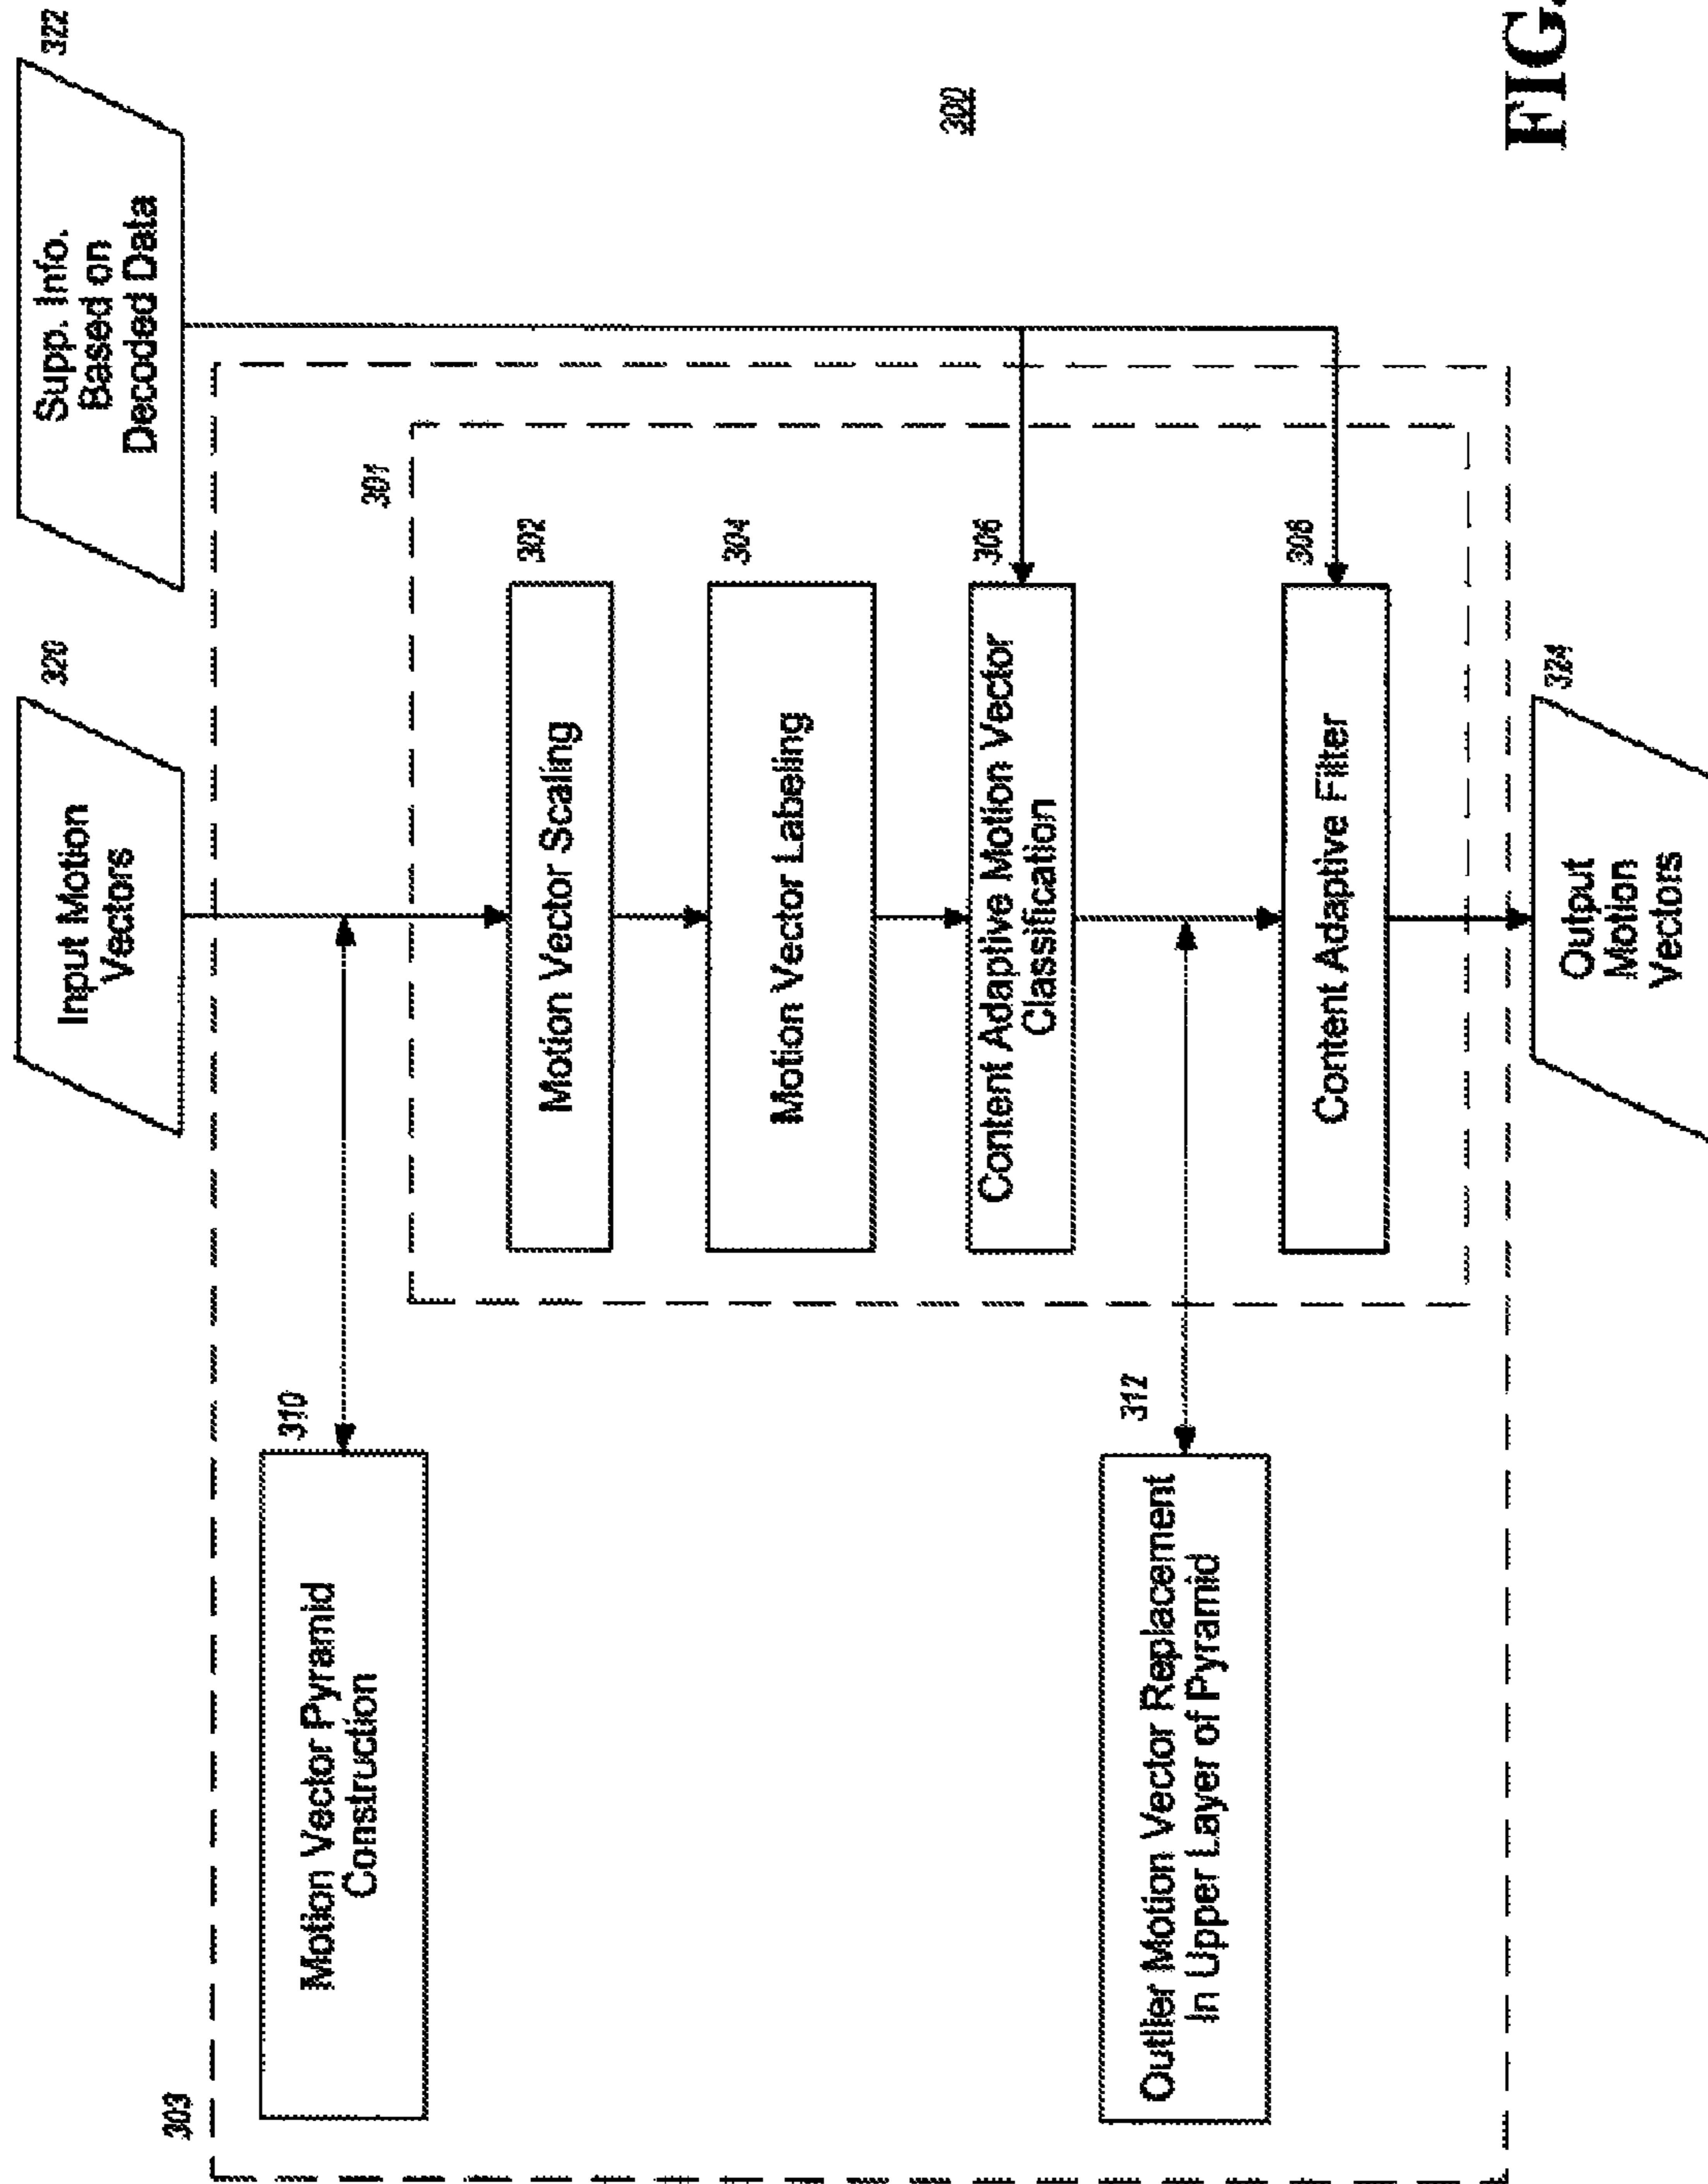 320
Input Motion
Vectors
322
Supp. Info.
Based on
Decoded Data
303
301
310
Motion Vector Pyramid
Construction
302
Motion Vector Scaling
304
Motion Vector Labeling
306
Content Adaptive Motion Vector
Classification
312
Outlier Motion Vector Replacement
In Upper Layer of Pyramid
308
Content Adaptive Filter
300
324
Output
Motion
Vectors
FIG.